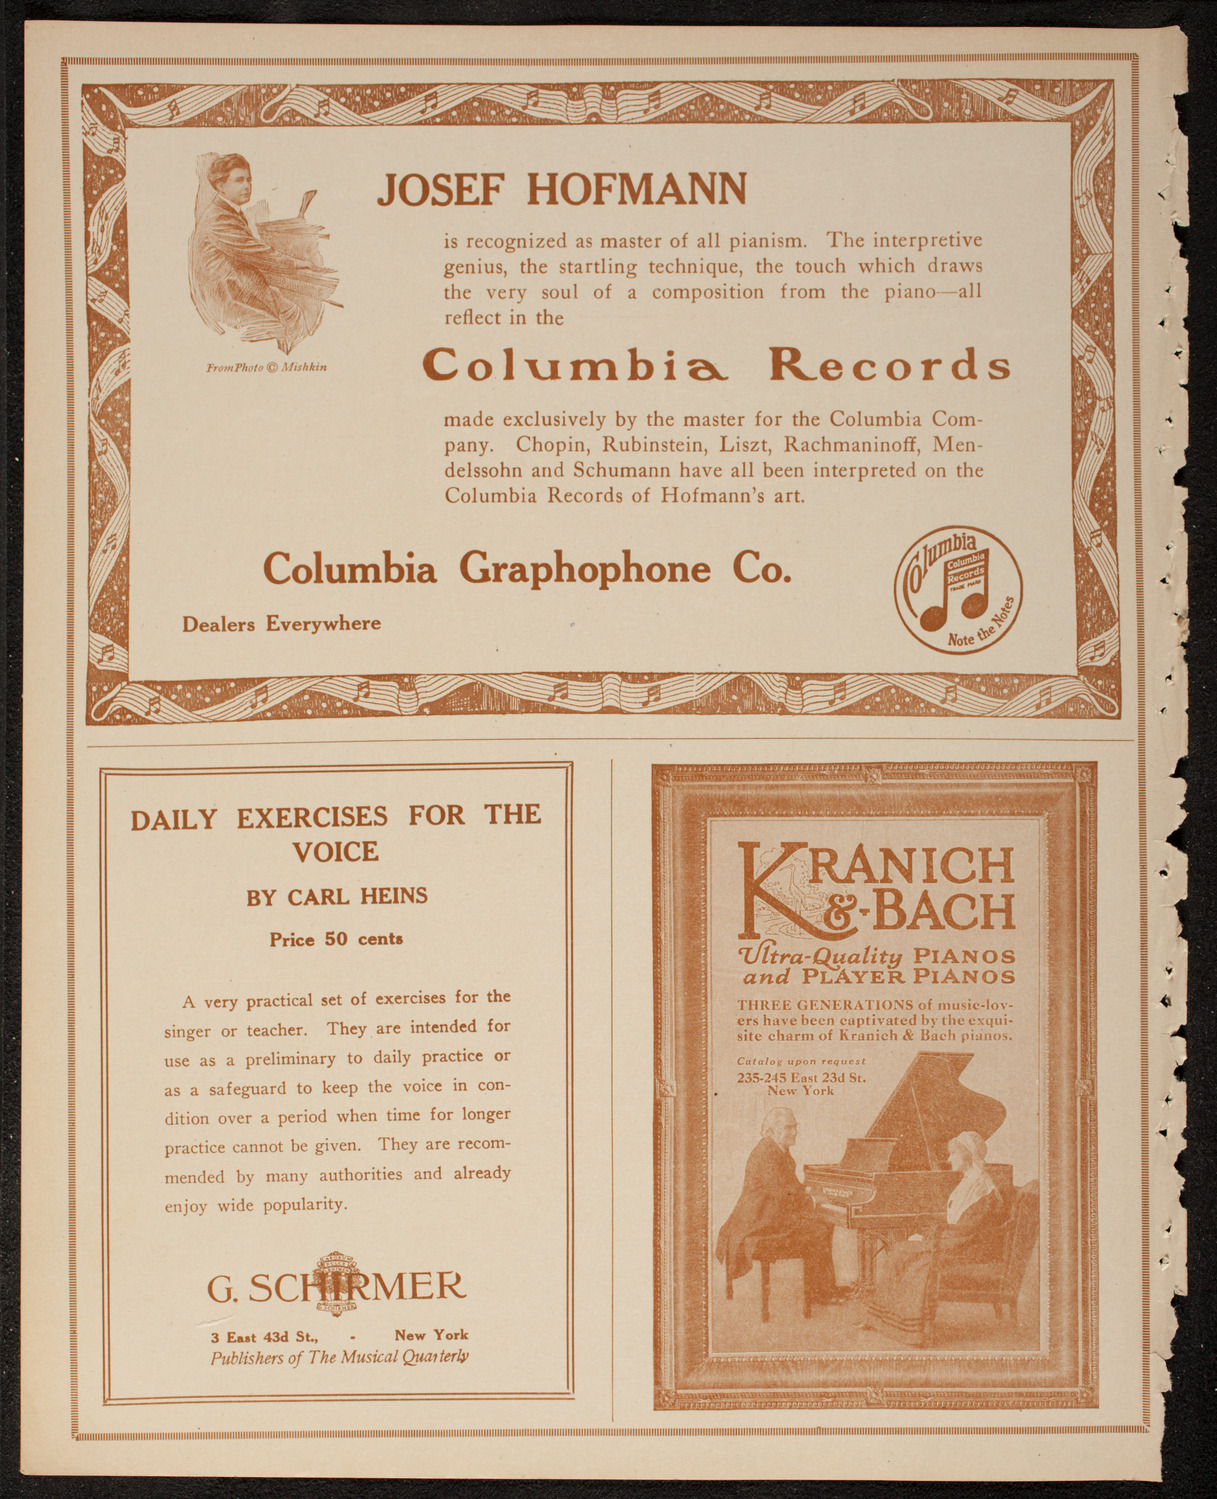 JOSEF HOFMANN
is recognized as master of all pianism. The interpretive
genius, the startling technique, the touch which draws
the very soul of a composition from the piano—all
reflect in the
From Photo © Mishkin
Columbia Records
made exclusively by the master for the Columbia Com-
pany. Chopin, Rubinstein, Liszt, Rachmaninoff, Men-
delssohn and Schumann have all been interpreted on the
Columbia Records of Hofmann's art.
Columbia Graphophone Co.
Dealers Everywhere
Columbia
Columbia
Records
TRADE MARK
Note the Notes
DAILY EXERCISES FOR THE
VOICE
BY CARL HEINS
Price 50 cents
A very practical set of exercises for the
singer or teacher. They are intended for
use as a preliminary to daily practice or
as a safeguard to keep the voice in con-
dition over a period when time for longer
practice cannot be given. They are recom-
mended by many authorities and already
enjoy wide popularity.
G. SCHIRMER
3 East 43d St., - New York
Publishers of The Musical Quarterly
KRANICH
&-BACH
Ultra-Quality PIANOS
and PLAYER PIANOS
THREE GENERATIONS of music-lov-
ers have been captivated by the exqui-
site charm of Kranich & Bach pianos.
Catalog upon request
235-245 East 23d St.
New York